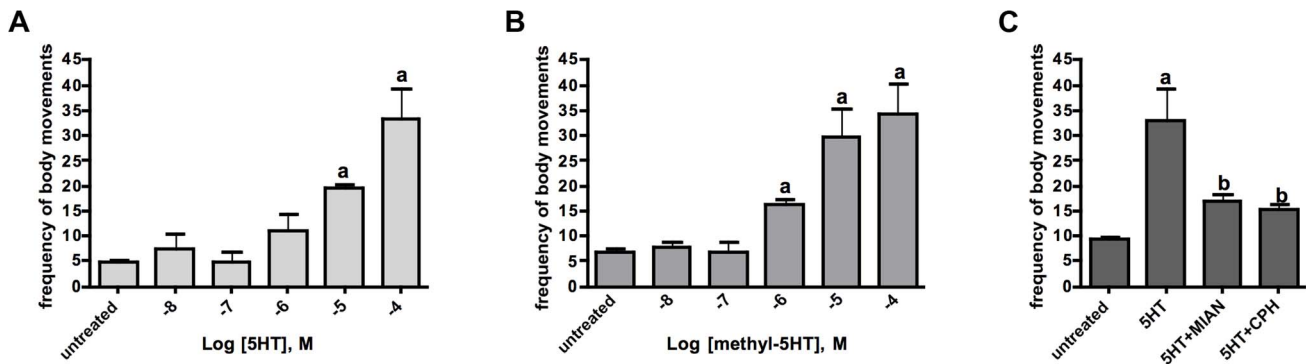 A
frequency of body movements
45
40
35
30
25
20
15
10
5
0
a
a
untreated
-8
-7
-6
-5
-4
Log [5HT], M
B
frequency of body movements
45
40
35
30
25
20
15
10
5
0
a
a
a
untreated
-8
-7
-6
-5
-4
Log [methyl-5HT], M
C
frequency of body movements
45
40
35
30
25
20
15
10
5
0
a
b
b
untreated
5HT
5HT+MIAN
5HT+CPH